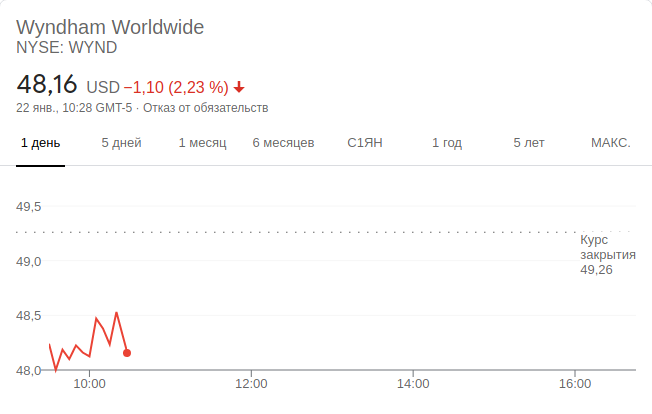 Wyndham Worldwide
NYSE: WYND
48,16 USD −1,10 (2,23 %)
22 янв., 10:28 GMT-5 · Отказ от обязательств
1 день 5 дней 1 месяц 6 месяцев С1ЯН 1 год 5 лет МАКС.
49,5
Курс
закрытия
49,0
49,26
48,5
48,0
10:00 12:00 14:00 16:00